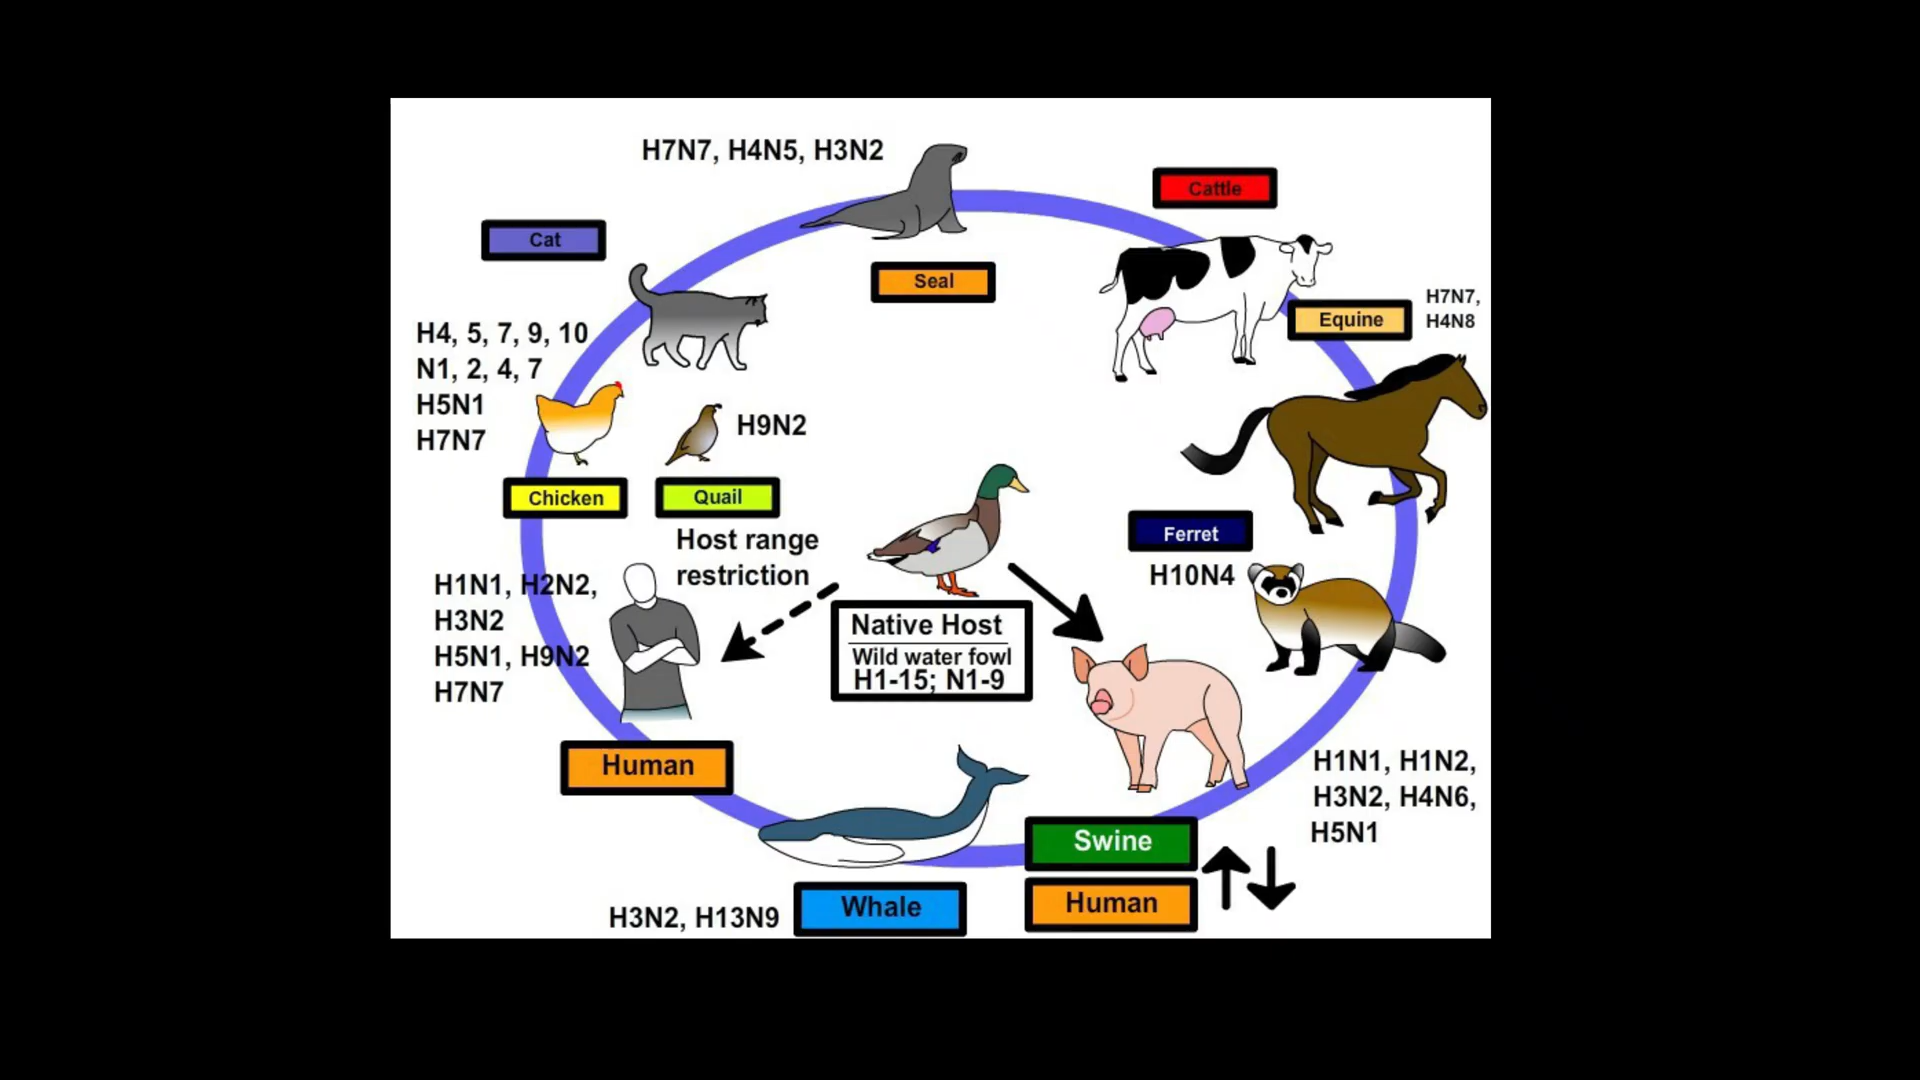 H7N7, H4N5, H3N2
Cattle
Cat
Seal
H7N7,
H4N8
Equine
H4, 5, 7, 9, 10
N1, 2, 4, 7
H5N1
H7N7
H9N2
Chicken
Quail
Host range
restriction
Ferret
H10N4
H1N1, H2N2,
H3N2
H5N1, H9N2
H7N7
Native Host
Wild water fowl
H1-15; N1-9
Human
H1N1, H1N2,
H3N2, H4N6,
H5N1
Swine
Human
H3N2, H13N9
Whale